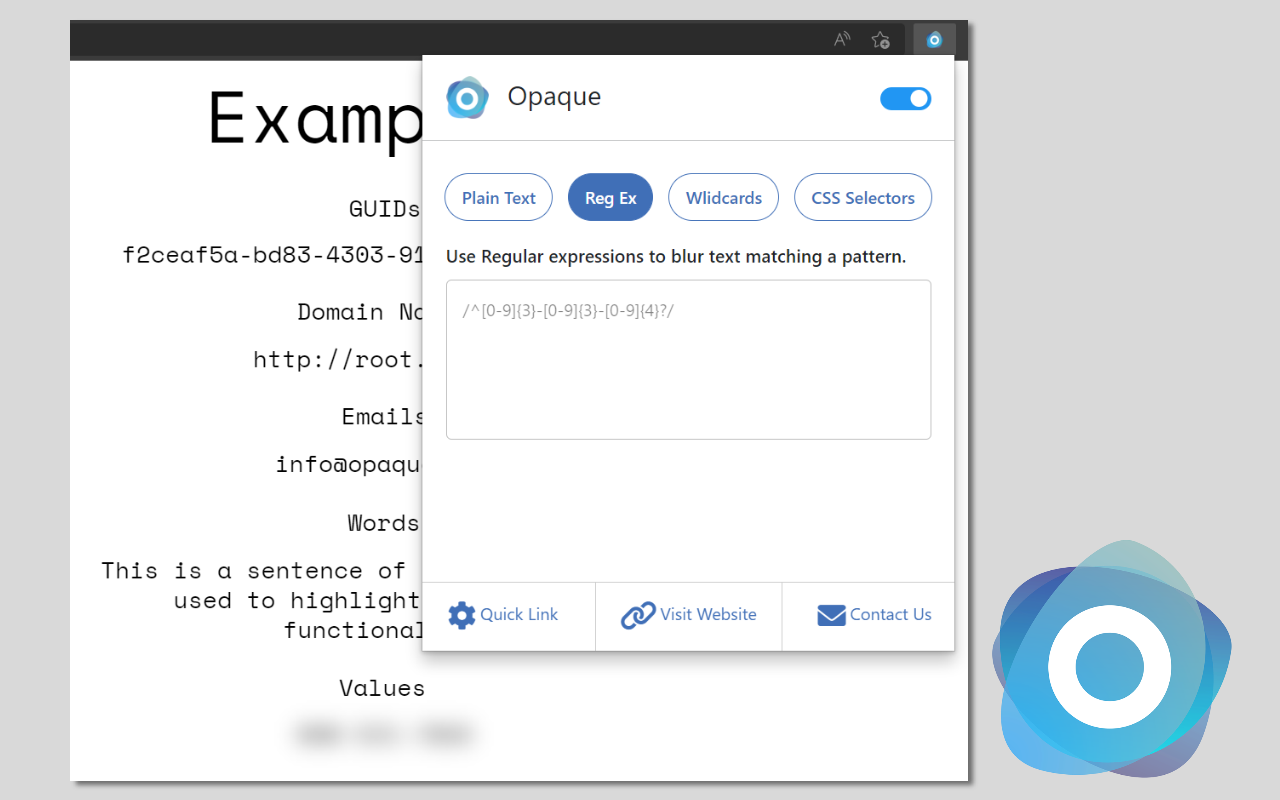 Opaque
Examp
Plain Text
Reg Ex
Wlidcards
CSS Selectors
GUIDs
f2ceaf5a-bd83-4303-91
Use Regular expressions to blur text matching a pattern.
/^[0-9]{3}-[0-9]{3}-[0-9]{4}?/
Domain Na
http://root.
Emails
info@opaqu
Words
This is a sentence of
used to highlight
functional
Quick Link
Visit Website
Contact Us
Values